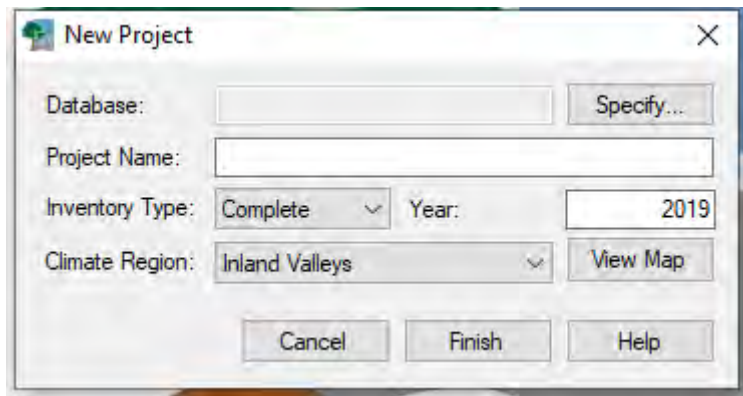 New Project
Database: Specify...
Project Name:
Inventory Type: Complete Year: 2019
Climate Region: Inland Valleys View Map
Cancel Finish Help